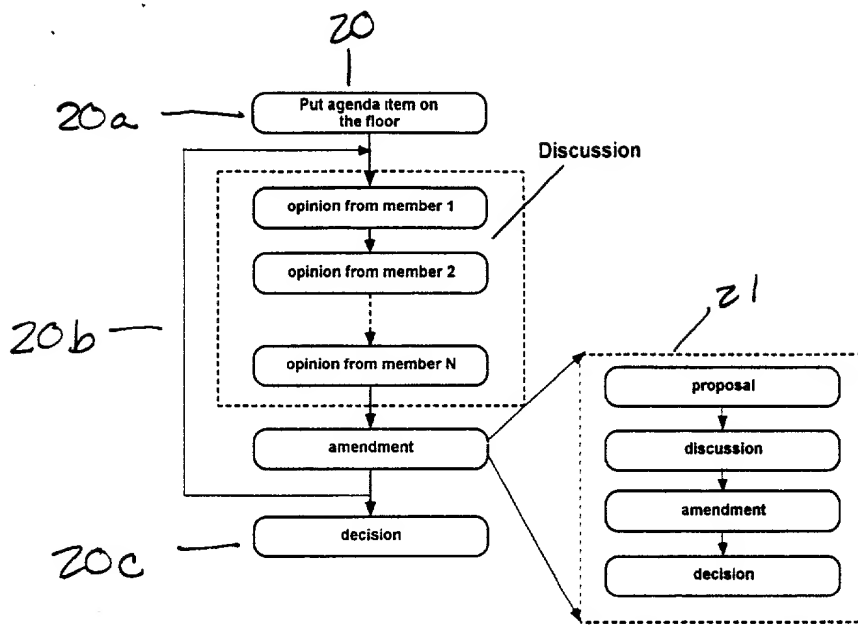 20
20a
Put agenda item on
the floor
Discussion
opinion from member 1
opinion from member 2
20b
opinion from member N
amendment
20c
decision
21
proposal
discussion
amendment
decision